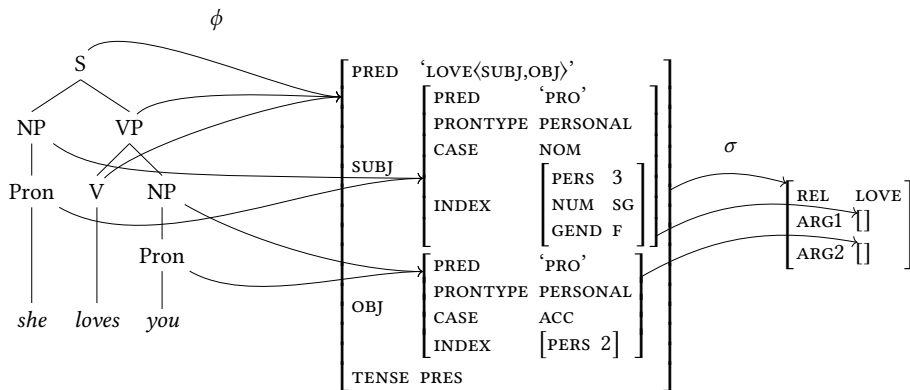 ϕ
S
NP VP
Pron V NP
Pron
she loves you
PRED ‘LOVE⟨SUBJ,OBJ⟩’
SUBJ
PRED ‘PRO’
PRONTYPE PERSONAL
CASE NOM
INDEX
PERS 3
NUM SG
GEND F
OBJ
PRED ‘PRO’
PRONTYPE PERSONAL
CASE ACC
INDEX [PERS 2]
TENSE PRES
σ
REL LOVE
ARG1 []
ARG2 []